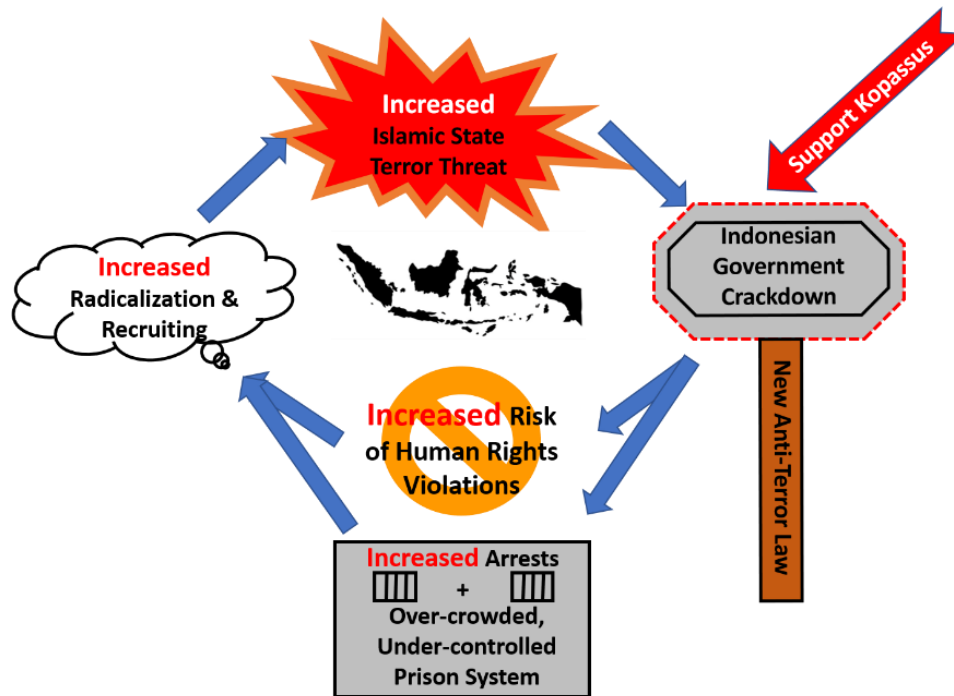 Increased
Islamic State
Terror Threat
Support Kopassus
Indonesian
Government
Crackdown
New Anti-Terror Law
Increased Risk
of Human Rights
Violations
Increased Arrests
+
Over-crowded,
Under-controlled
Prison System
Increased
Radicalization &
Recruiting